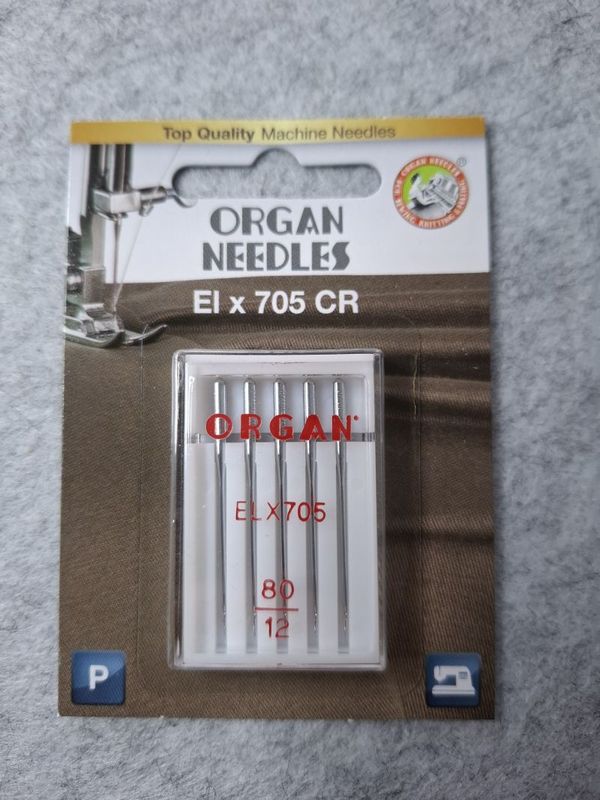 Top Quality Machine Needles
ORGAN
NEEDLES
®
El x 705 CR
ORGAN®
ELX705
80
12
P